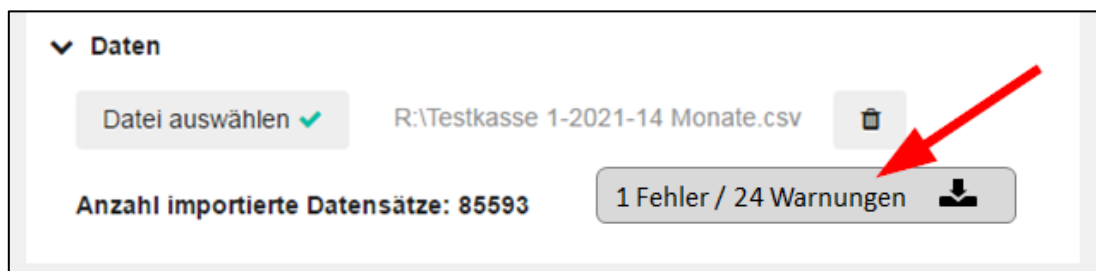 Daten
Datei auswählen R:\Testkasse 1-2021-14 Monate.csv
Anzahl importierte Datensätze: 85593 1 Fehler / 24 Warnungen